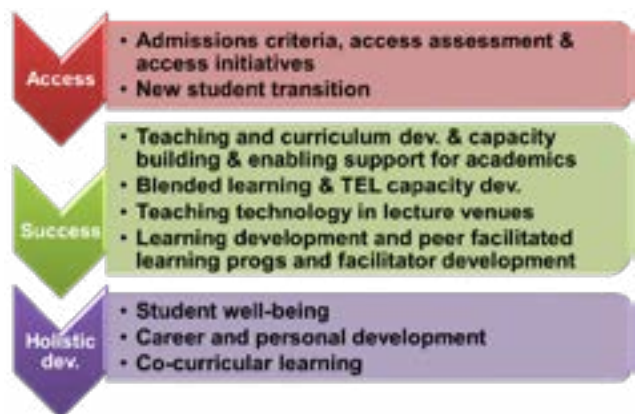 Access
• Admissions criteria, access assessment &
access initiatives
• New student transition
Success
• Teaching and curriculum dev. & capacity
building & enabling support for academics
• Blended learning & TEL capacity dev.
• Teaching technology in lecture venues
• Learning development and peer facilitated
learning progs and facilitator development
Holistic
dev.
• Student well-being
• Career and personal development
• Co-curricular learning